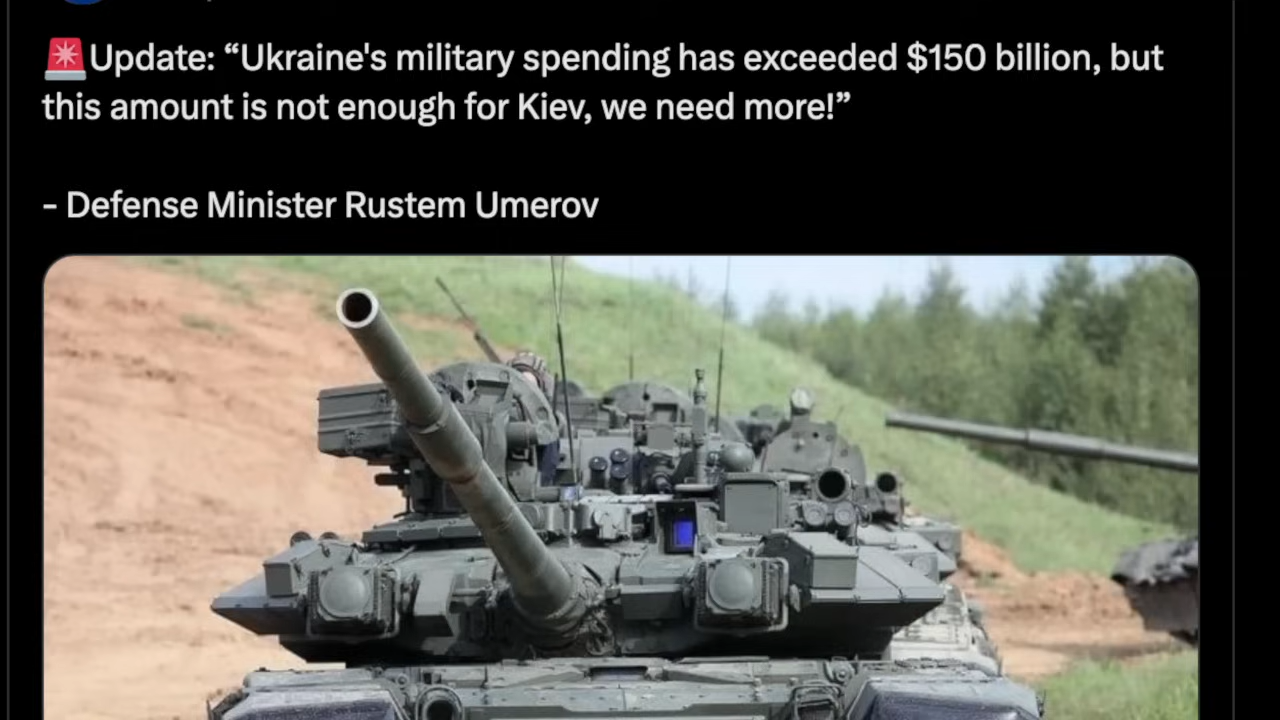 🚨Update: “Ukraine's military spending has exceeded $150 billion, but
this amount is not enough for Kiev, we need more!”
- Defense Minister Rustem Umerov